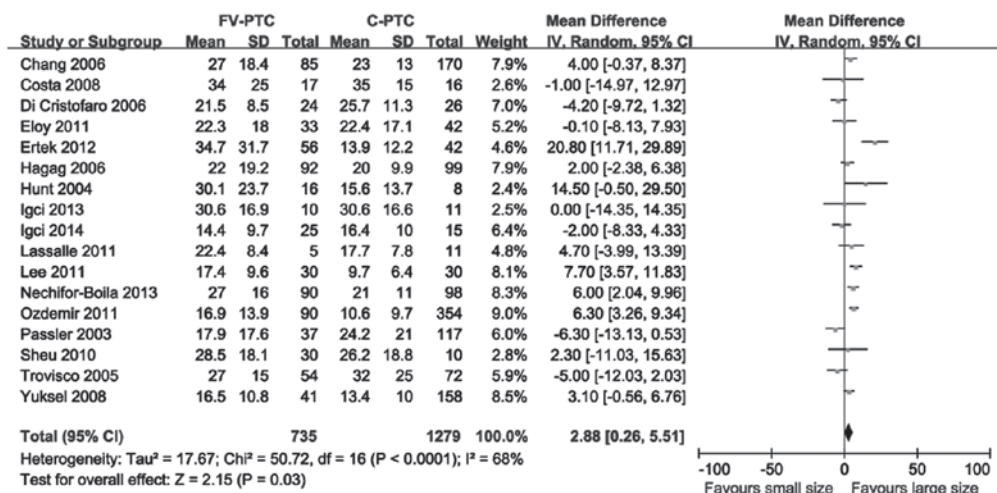 FV-PTC C-PTC Mean Difference Mean Difference
Study or Subgroup Mean SD Total Mean SD Total Weight IV, Random, 95% CI IV, Random, 95% CI
Chang 2006 27 18.4 85 23 13 170 7.9% 4.00 [-0.37, 8.37]
Costa 2008 34 25 17 35 15 16 2.6% -1.00 [-14.97, 12.97]
Di Cristofaro 2006 21.5 8.5 24 25.7 11.3 26 7.0% -4.20 [-9.72, 1.32]
Eloy 2011 22.3 18 33 22.4 17.1 42 5.2% -0.10 [-8.13, 7.93]
Ertek 2012 34.7 31.7 56 13.9 12.2 42 4.6% 20.80 [11.71, 29.89]
Hagag 2006 22 19.2 92 20 9.9 99 7.9% 2.00 [-2.38, 6.38]
Hunt 2004 30.1 23.7 16 15.6 13.7 8 2.4% 14.50 [-0.50, 29.50]
Igci 2013 30.6 16.9 10 30.6 16.6 11 2.5% 0.00 [-14.35, 14.35]
Igci 2014 14.4 9.7 25 16.4 10 15 6.4% -2.00 [-8.33, 4.33]
Lassalle 2011 22.4 8.4 5 17.7 7.8 11 4.8% 4.70 [-3.99, 13.39]
Lee 2011 17.4 9.6 30 9.7 6.4 30 8.1% 7.70 [3.57, 11.83]
Nechifor-Boila 2013 27 16 90 21 11 98 8.3% 6.00 [2.04, 9.96]
Ozdemir 2011 16.9 13.9 90 10.6 9.7 354 9.0% 6.30 [3.26, 9.34]
Passler 2003 17.9 17.6 37 24.2 21 117 6.1% -6.30 [-13.13, 0.53]
Sheu 2010 28.5 18.1 30 26.2 18.8 10 2.8% 2.30 [-11.03, 15.63]
Trovisco 2005 27 15 54 32 25 72 5.9% -5.00 [-12.03, 2.03]
Yuksel 2008 16.5 10.8 41 13.4 10 158 8.5% 3.10 [-0.56, 6.76]
Total (95% CI) 735 1279 100.0% 2.88 [0.26, 5.51]
Heterogeneity: Tau² = 17.67; Chi² = 50.72, df = 16 (P < 0.0001); I² = 68%
Test for overall effect: Z = 2.15 (P = 0.03)
-100 -50 0 50 100
Favours small size Favours large size